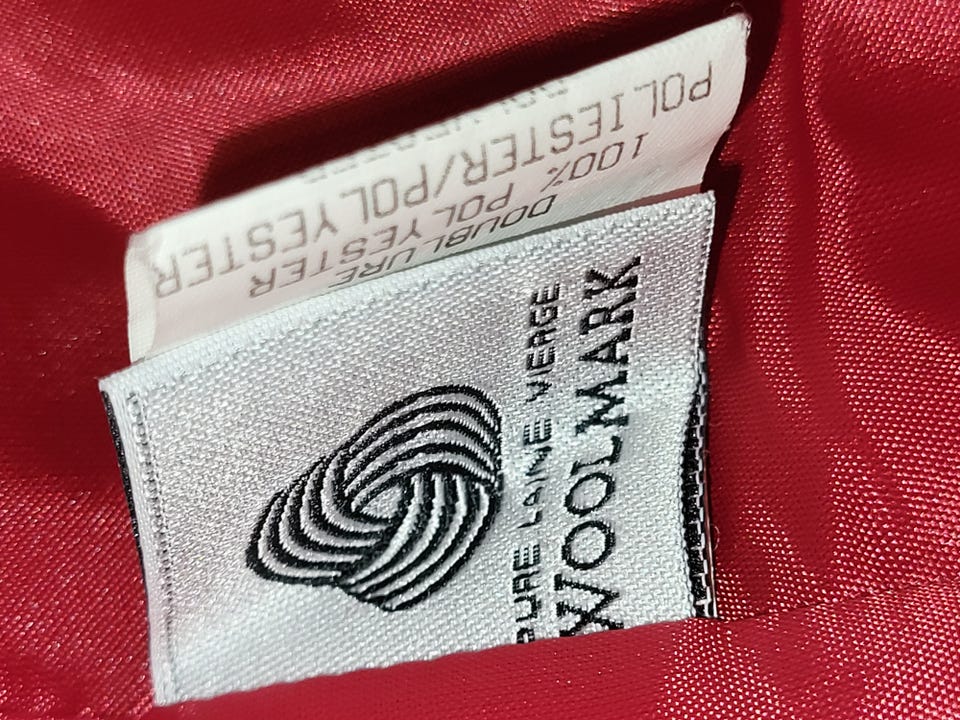 PURE LAINE VIERGE
WOOLMARK
DOUBLURE
100% POLYESTER
POLIESTER/POLYESTER